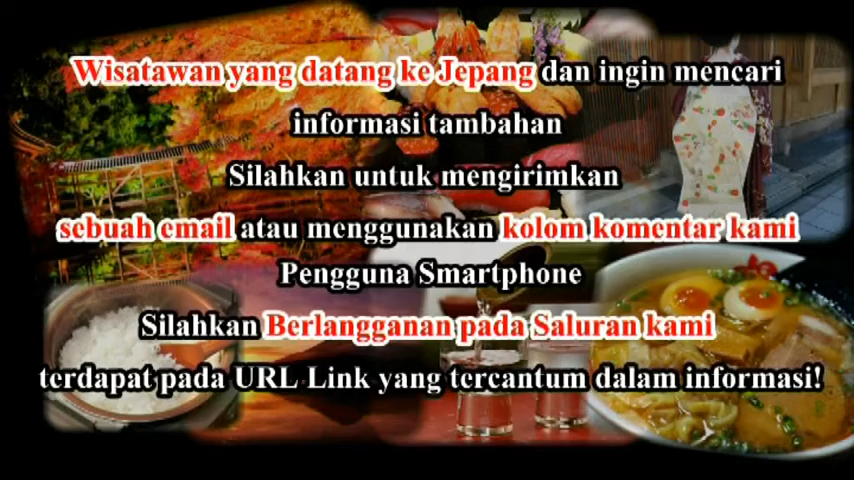 Wisatawan yang datang ke Jepang dan ingin mencari
informasi tambahan
Silahkan untuk mengirimkan
sebuah email atau menggunakan kolom komentar kami
Pengguna Smartphone
Silahkan Berlangganan pada Saluran kami
terdapat pada URL Link yang tercantum dalam informasi!